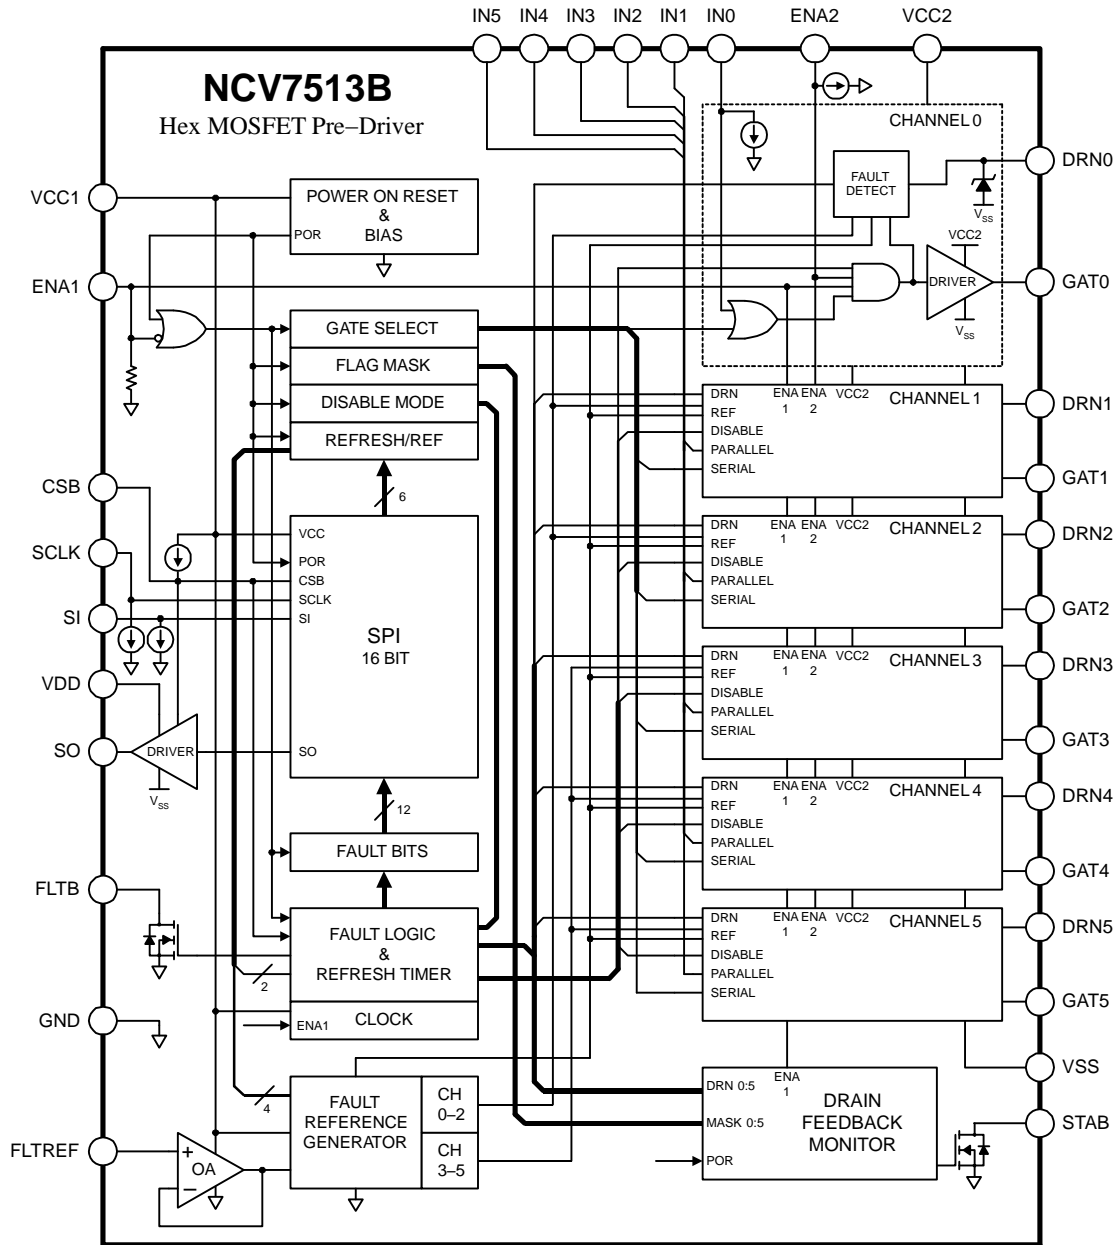 IN5 IN4 IN3 IN2 IN1 IN0 ENA2 VCC2
NCV7513B
Hex MOSFET Pre−Driver
VCC1
ENA1
CSB
SCLK
SI
VDD
SO
FLTB
GND
FLTREF
POWER ON RESET
&
BIAS
POR
GATE SELECT
FLAG MASK
DISABLE MODE
REFRESH/REF
6
VCC
POR
CSB
SCLK
SI
SPI
16 BIT
SO
DRIVER
VSS
12
FAULT BITS
FAULT LOGIC
&
REFRESH TIMER
2
CLOCK
ENA1
4
FAULT
REFERENCE
GENERATOR
CH
0−2
CH
3−5
+
OA
−
CHANNEL 0
FAULT
DETECT
VSS
VCC2
DRIVER
VSS
DRN
REF
DISABLE
PARALLEL
SERIAL
ENA
1
ENA
2
VCC2
CHANNEL 1
DRN
REF
DISABLE
PARALLEL
SERIAL
ENA
1
ENA
2
VCC2
CHANNEL 2
DRN
REF
DISABLE
PARALLEL
SERIAL
ENA
1
ENA
2
VCC2
CHANNEL 3
DRN
REF
DISABLE
PARALLEL
SERIAL
ENA
1
ENA
2
VCC2
CHANNEL 4
DRN
REF
DISABLE
PARALLEL
SERIAL
ENA
1
ENA
2
VCC2
CHANNEL 5
DRN 0:5
MASK 0:5
POR
ENA
1
DRAIN
FEEDBACK
MONITOR
DRN0
GAT0
DRN1
GAT1
DRN2
GAT2
DRN3
GAT3
DRN4
GAT4
DRN5
GAT5
VSS
STAB